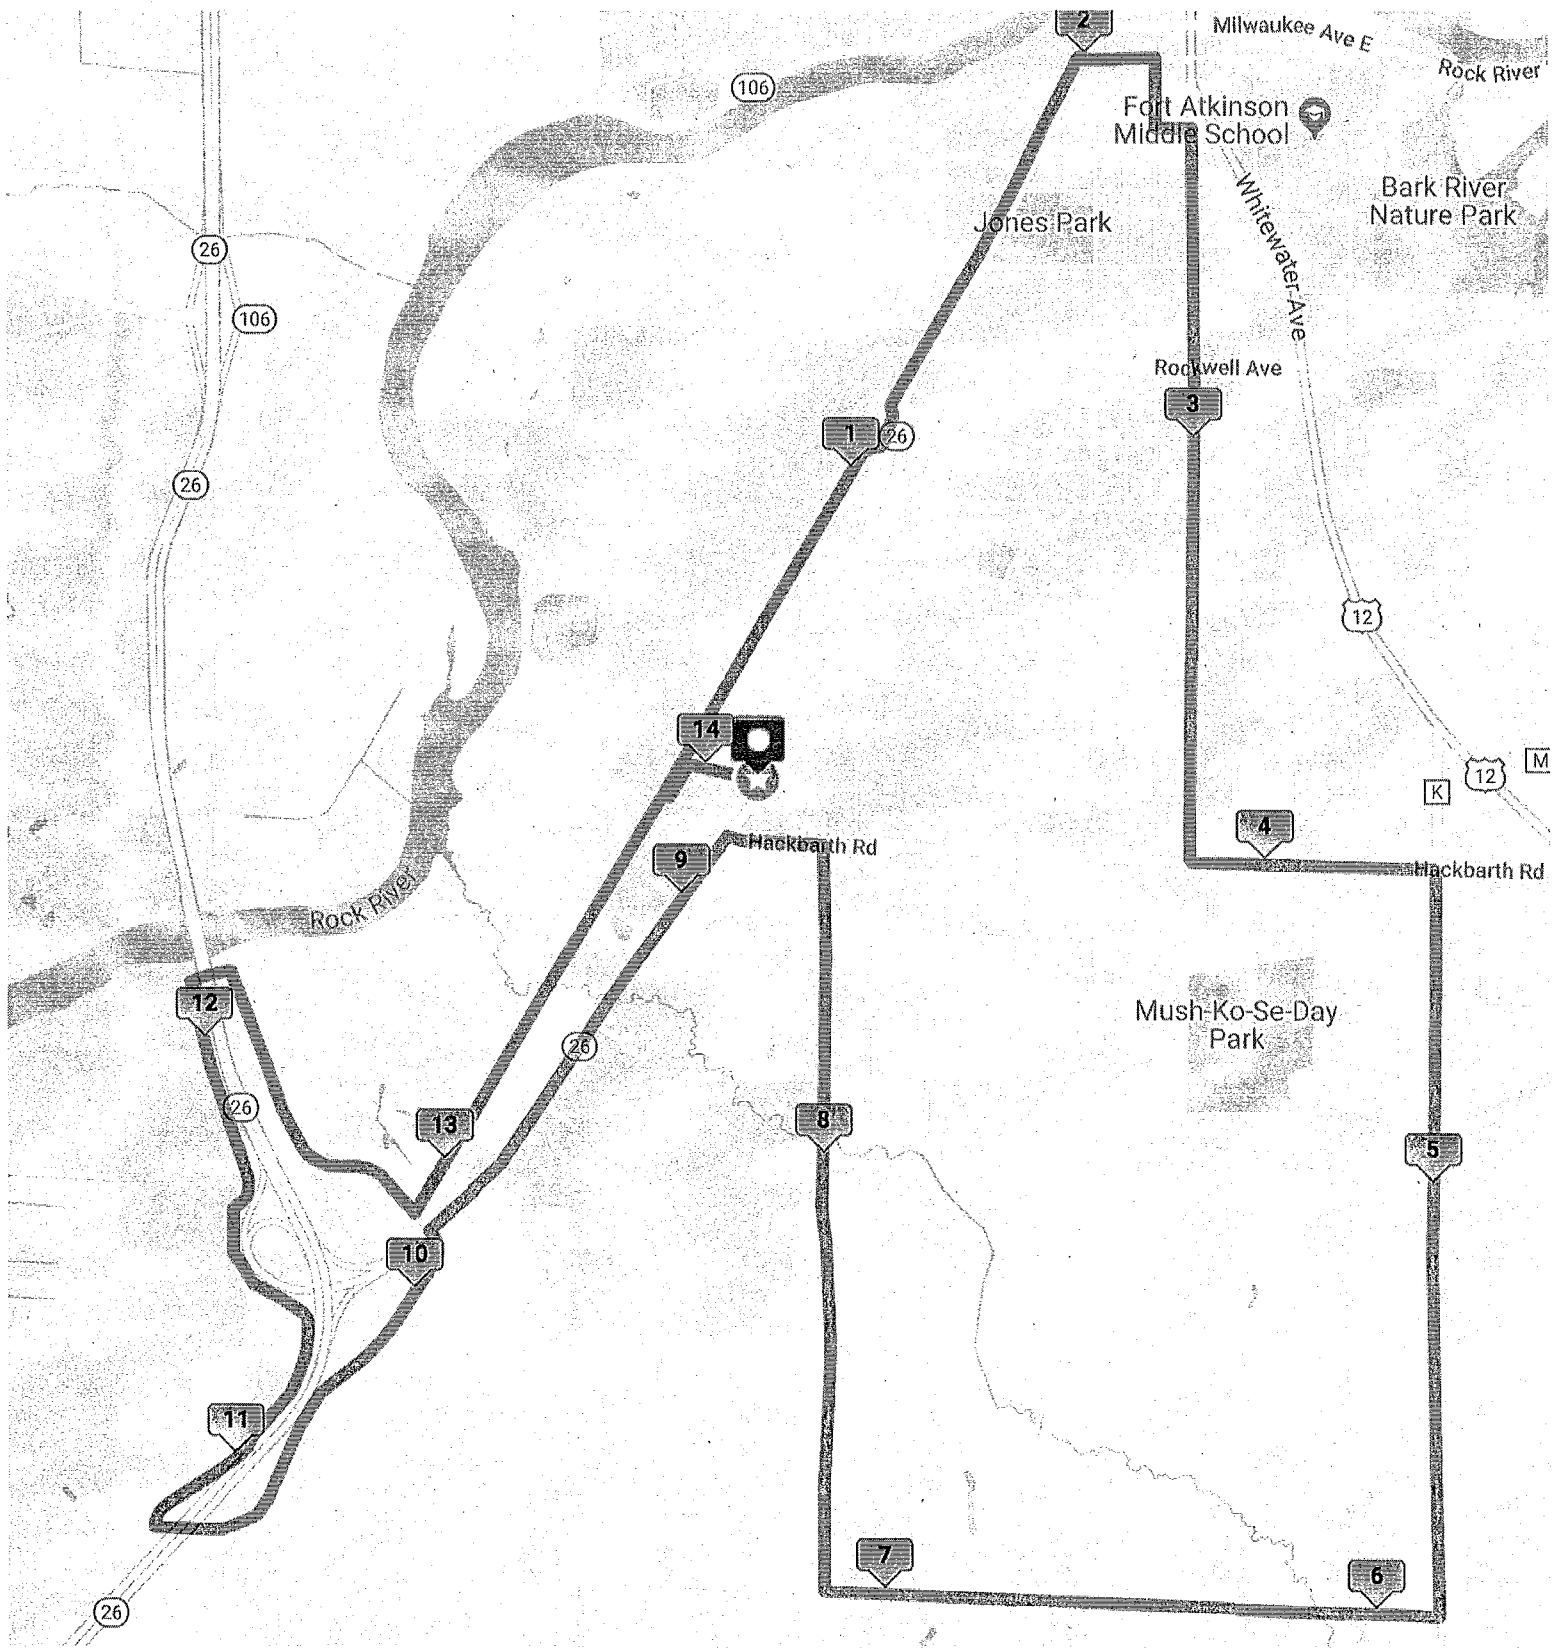 2
Milwaukee Ave E
Rock River
106
Fort Atkinson
Middle School
Whitewater Ave
Bark River
Nature Park
Jones Park
26
106
Rockwell Ave
3
1
26
26
12
14
M
12
K
4
9
Hackbarth Rd
Hackbarth Rd
Rock River
12
Mush-Ko-Se-Day
Park
26
26
13
8
5
10
11
7
6
26